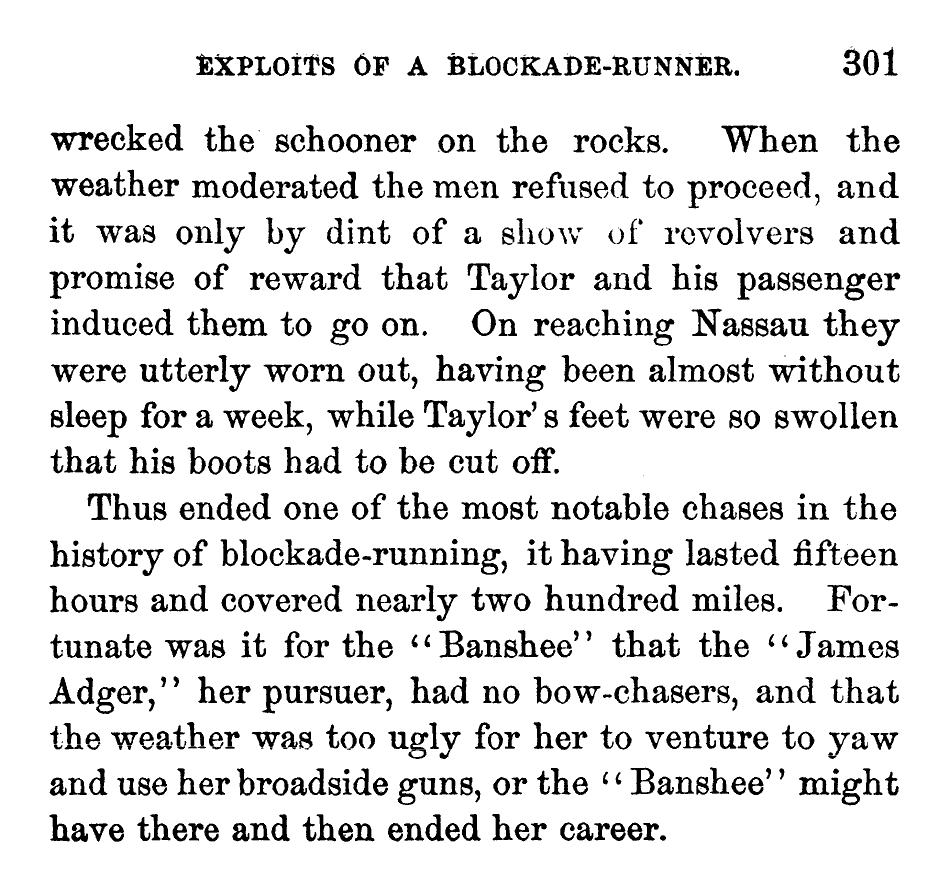 EXPLOITS OF A BLOCKADE-RUNNER. 301
wrecked the schooner on the rocks. When the
weather moderated the men refused to proceed, and
it was only by dint of a show of revolvers and
promise of reward that Taylor and his passenger
induced them to go on. On reaching Nassau they
were utterly worn out, having been almost without
sleep for a week, while Taylor's feet were so swollen
that his boots had to be cut off.
Thus ended one of the most notable chases in the
history of blockade-running, it having lasted fifteen
hours and covered nearly two hundred miles. For-
tunate was it for the “Banshee” that the “James
Adger,” her pursuer, had no bow-chasers, and that
the weather was too ugly for her to venture to yaw
and use her broadside guns, or the “Banshee” might
have there and then ended her career.